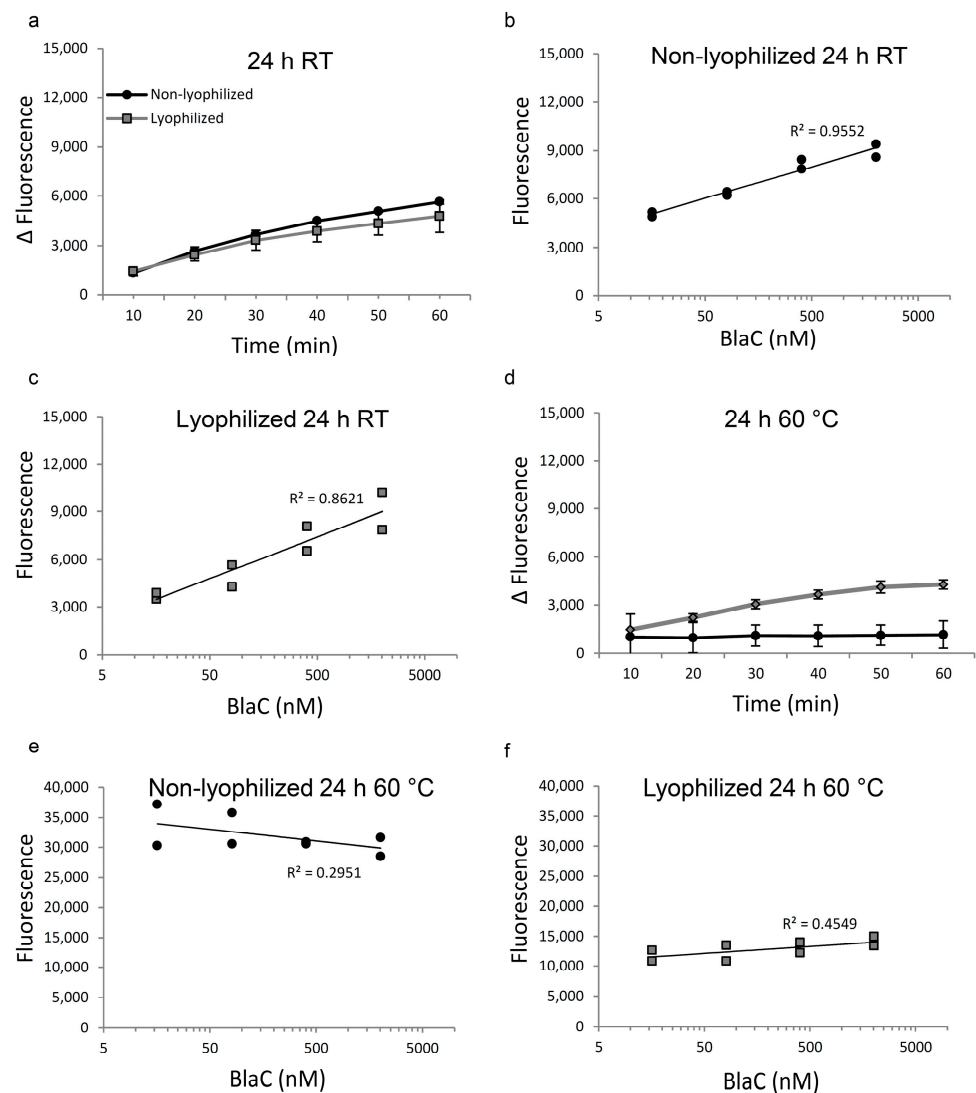 a
24 h RT
15,000
12,000
9,000
6,000
3,000
0
Δ Fluorescence
Non-lyophilized
Lyophilized
10 20 30 40 50 60
Time (min)
b
Non-lyophilized 24 h RT
15,000
12,000
9,000
6,000
3,000
0
Fluorescence
R² = 0.9552
5 50 500 5000
BlaC (nM)
c
Lyophilized 24 h RT
15,000
12,000
9,000
6,000
3,000
0
Fluorescence
R² = 0.8621
5 50 500 5000
BlaC (nM)
d
24 h 60 °C
15,000
12,000
9,000
6,000
3,000
0
Δ Fluorescence
10 20 30 40 50 60
Time (min)
e
Non-lyophilized 24 h 60 °C
40,000
35,000
30,000
25,000
20,000
15,000
10,000
5,000
0
Fluorescence
R² = 0.2951
5 50 500 5000
BlaC (nM)
f
Lyophilized 24 h 60 °C
40,000
35,000
30,000
25,000
20,000
15,000
10,000
5,000
0
Fluorescence
R² = 0.4549
5 50 500 5000
BlaC (nM)